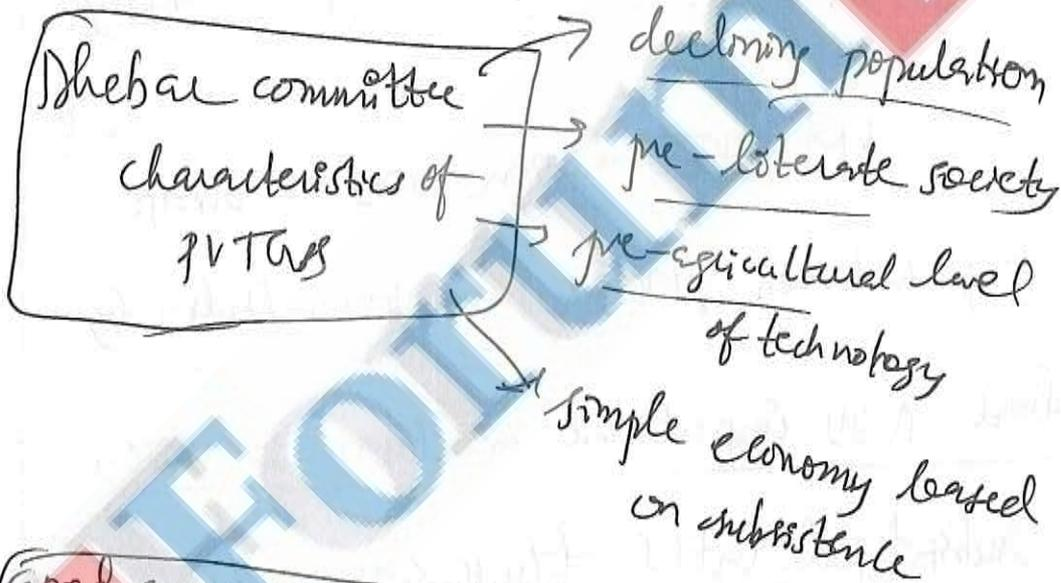 Dhebar committee
characteristics of
PVTGs
declining population
pre-literate society
pre-agricultural level
of technology
simple economy based
on subsistence
Forum